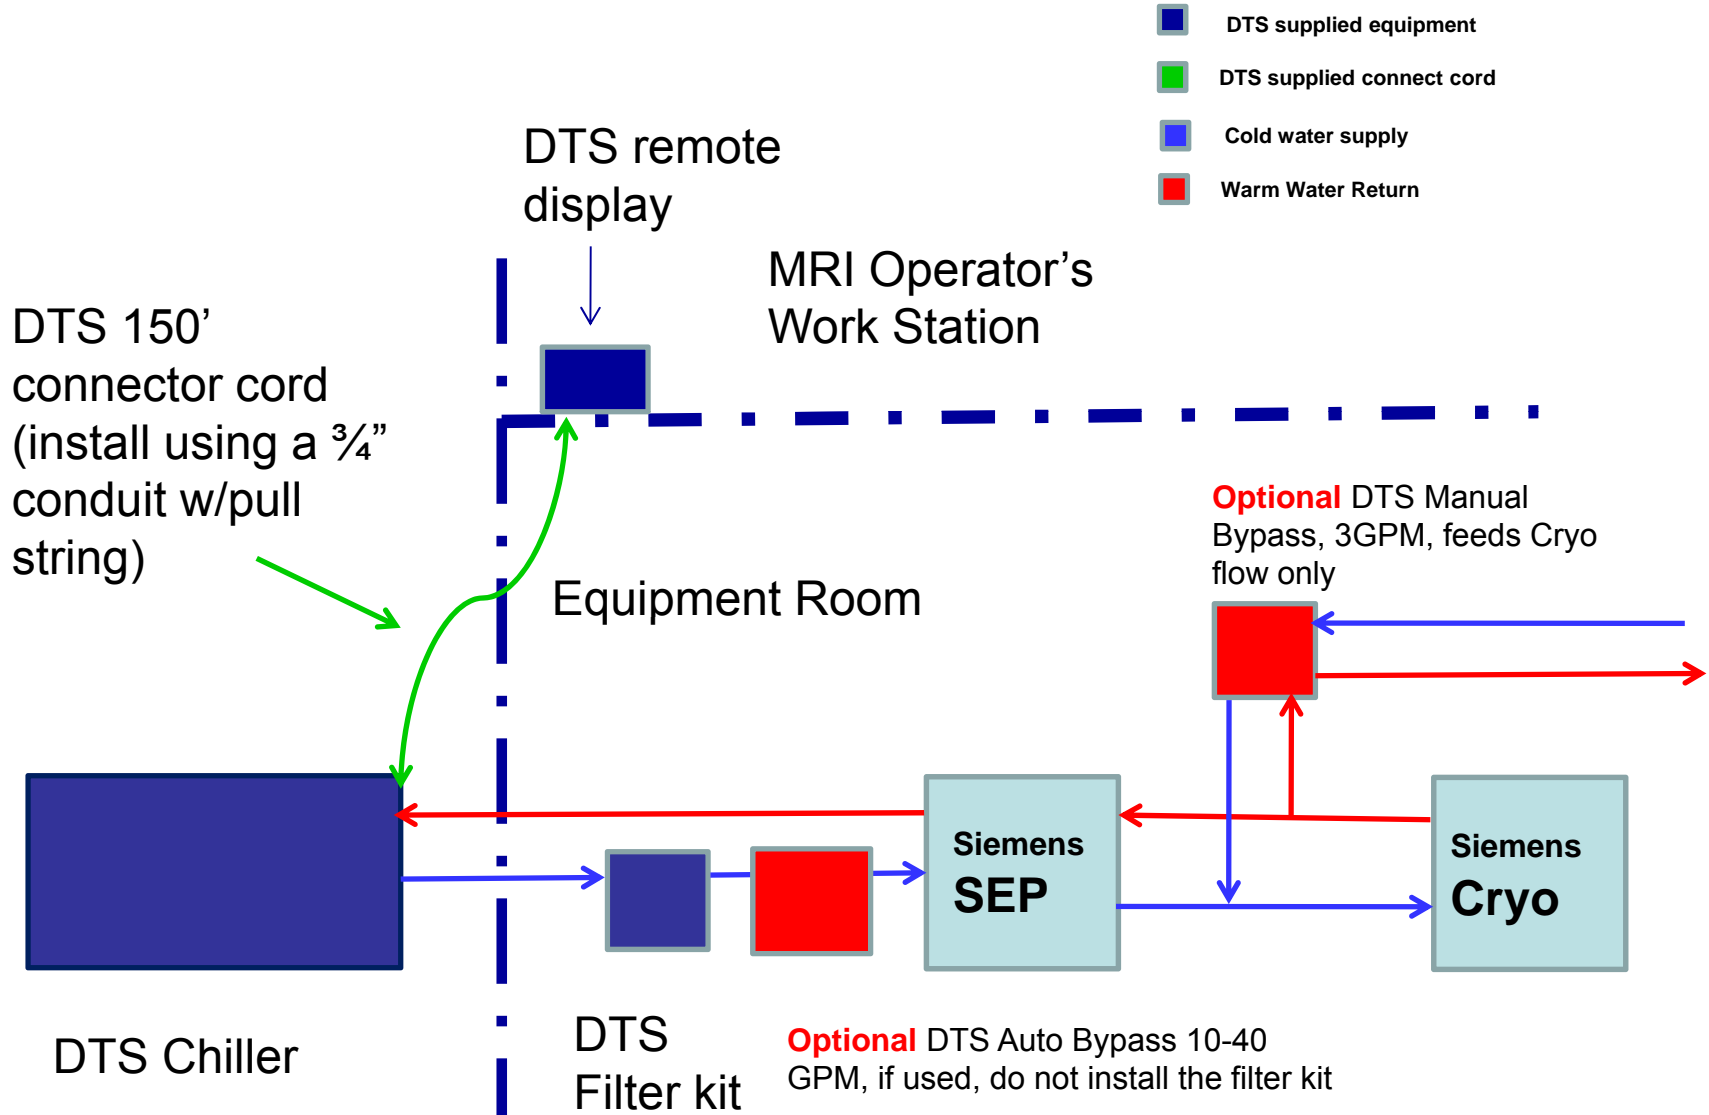 DTS supplied equipment
DTS supplied connect cord
Cold water supply
Warm Water Return
DTS remote
display
MRI Operator’s
Work Station
DTS 150’
connector cord
(install using a ¾”
conduit w/pull
string)
Optional DTS Manual
Bypass, 3GPM, feeds Cryo
flow only
Equipment Room
Siemens
SEP
Siemens
Cryo
DTS Chiller
DTS
Filter kit
Optional DTS Auto Bypass 10-40
GPM, if used, do not install the filter kit